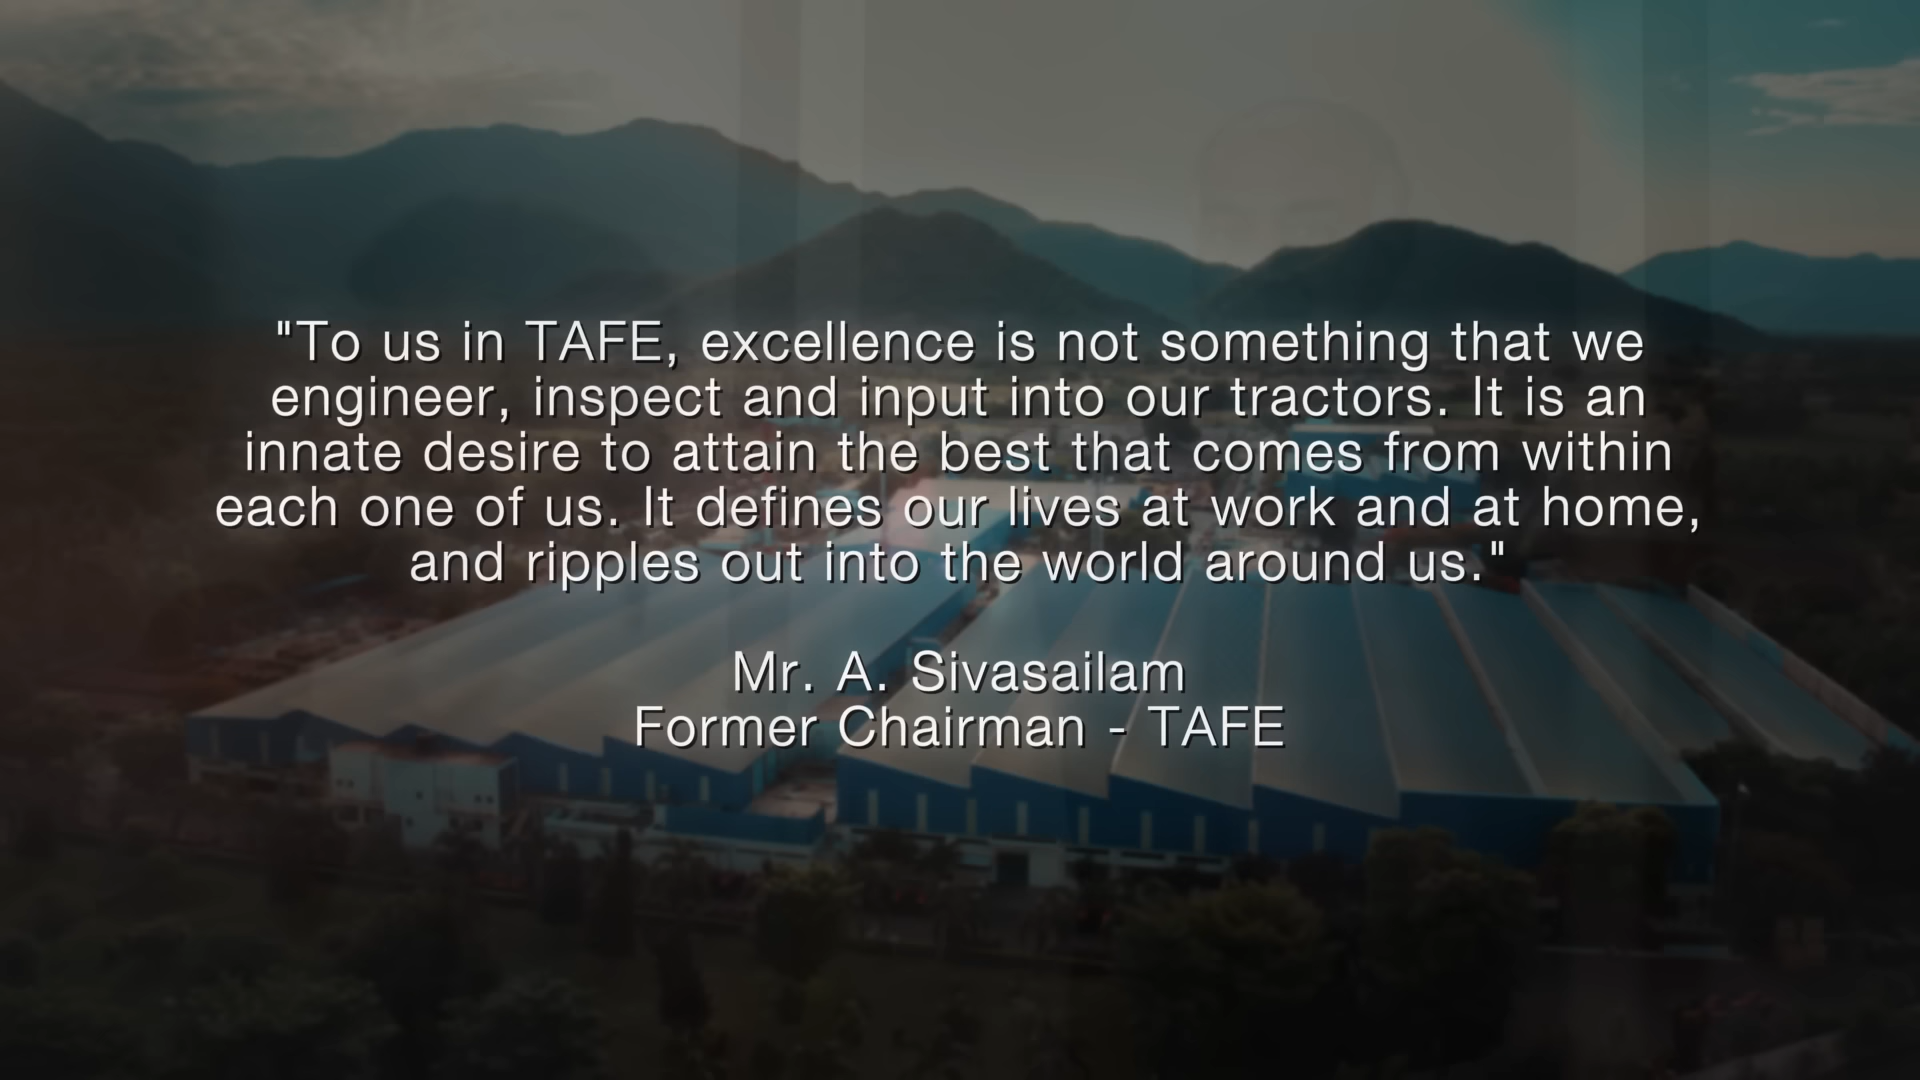 "To us in TAFE, excellence is not something that we
engineer, inspect and input into our tractors. It is an
innate desire to attain the best that comes from within
each one of us. It defines our lives at work and at home,
and ripples out into the world around us."
Mr. A. Sivasailam
Former Chairman - TAFE